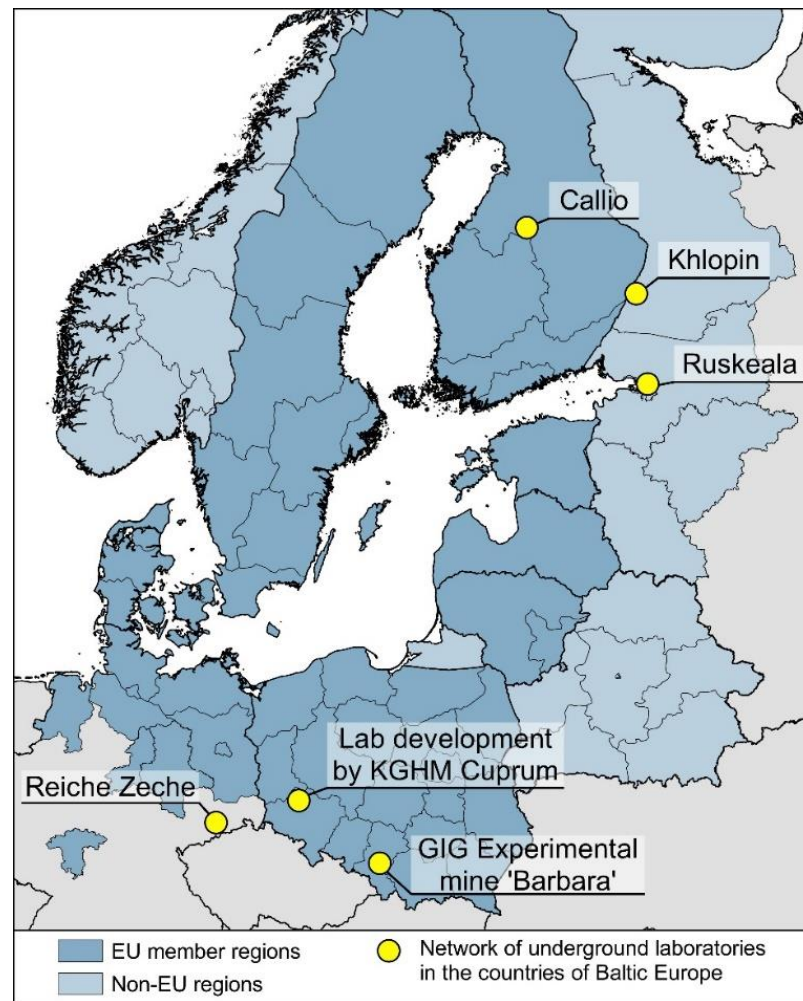 Callio
Khlopin
Ruskeala
Lab development
by KGHM Cuprum
Reiche Zeche
GIG Experimental
mine 'Barbara'
EU member regions
Non-EU regions
Network of underground laboratories
in the countries of Baltic Europe